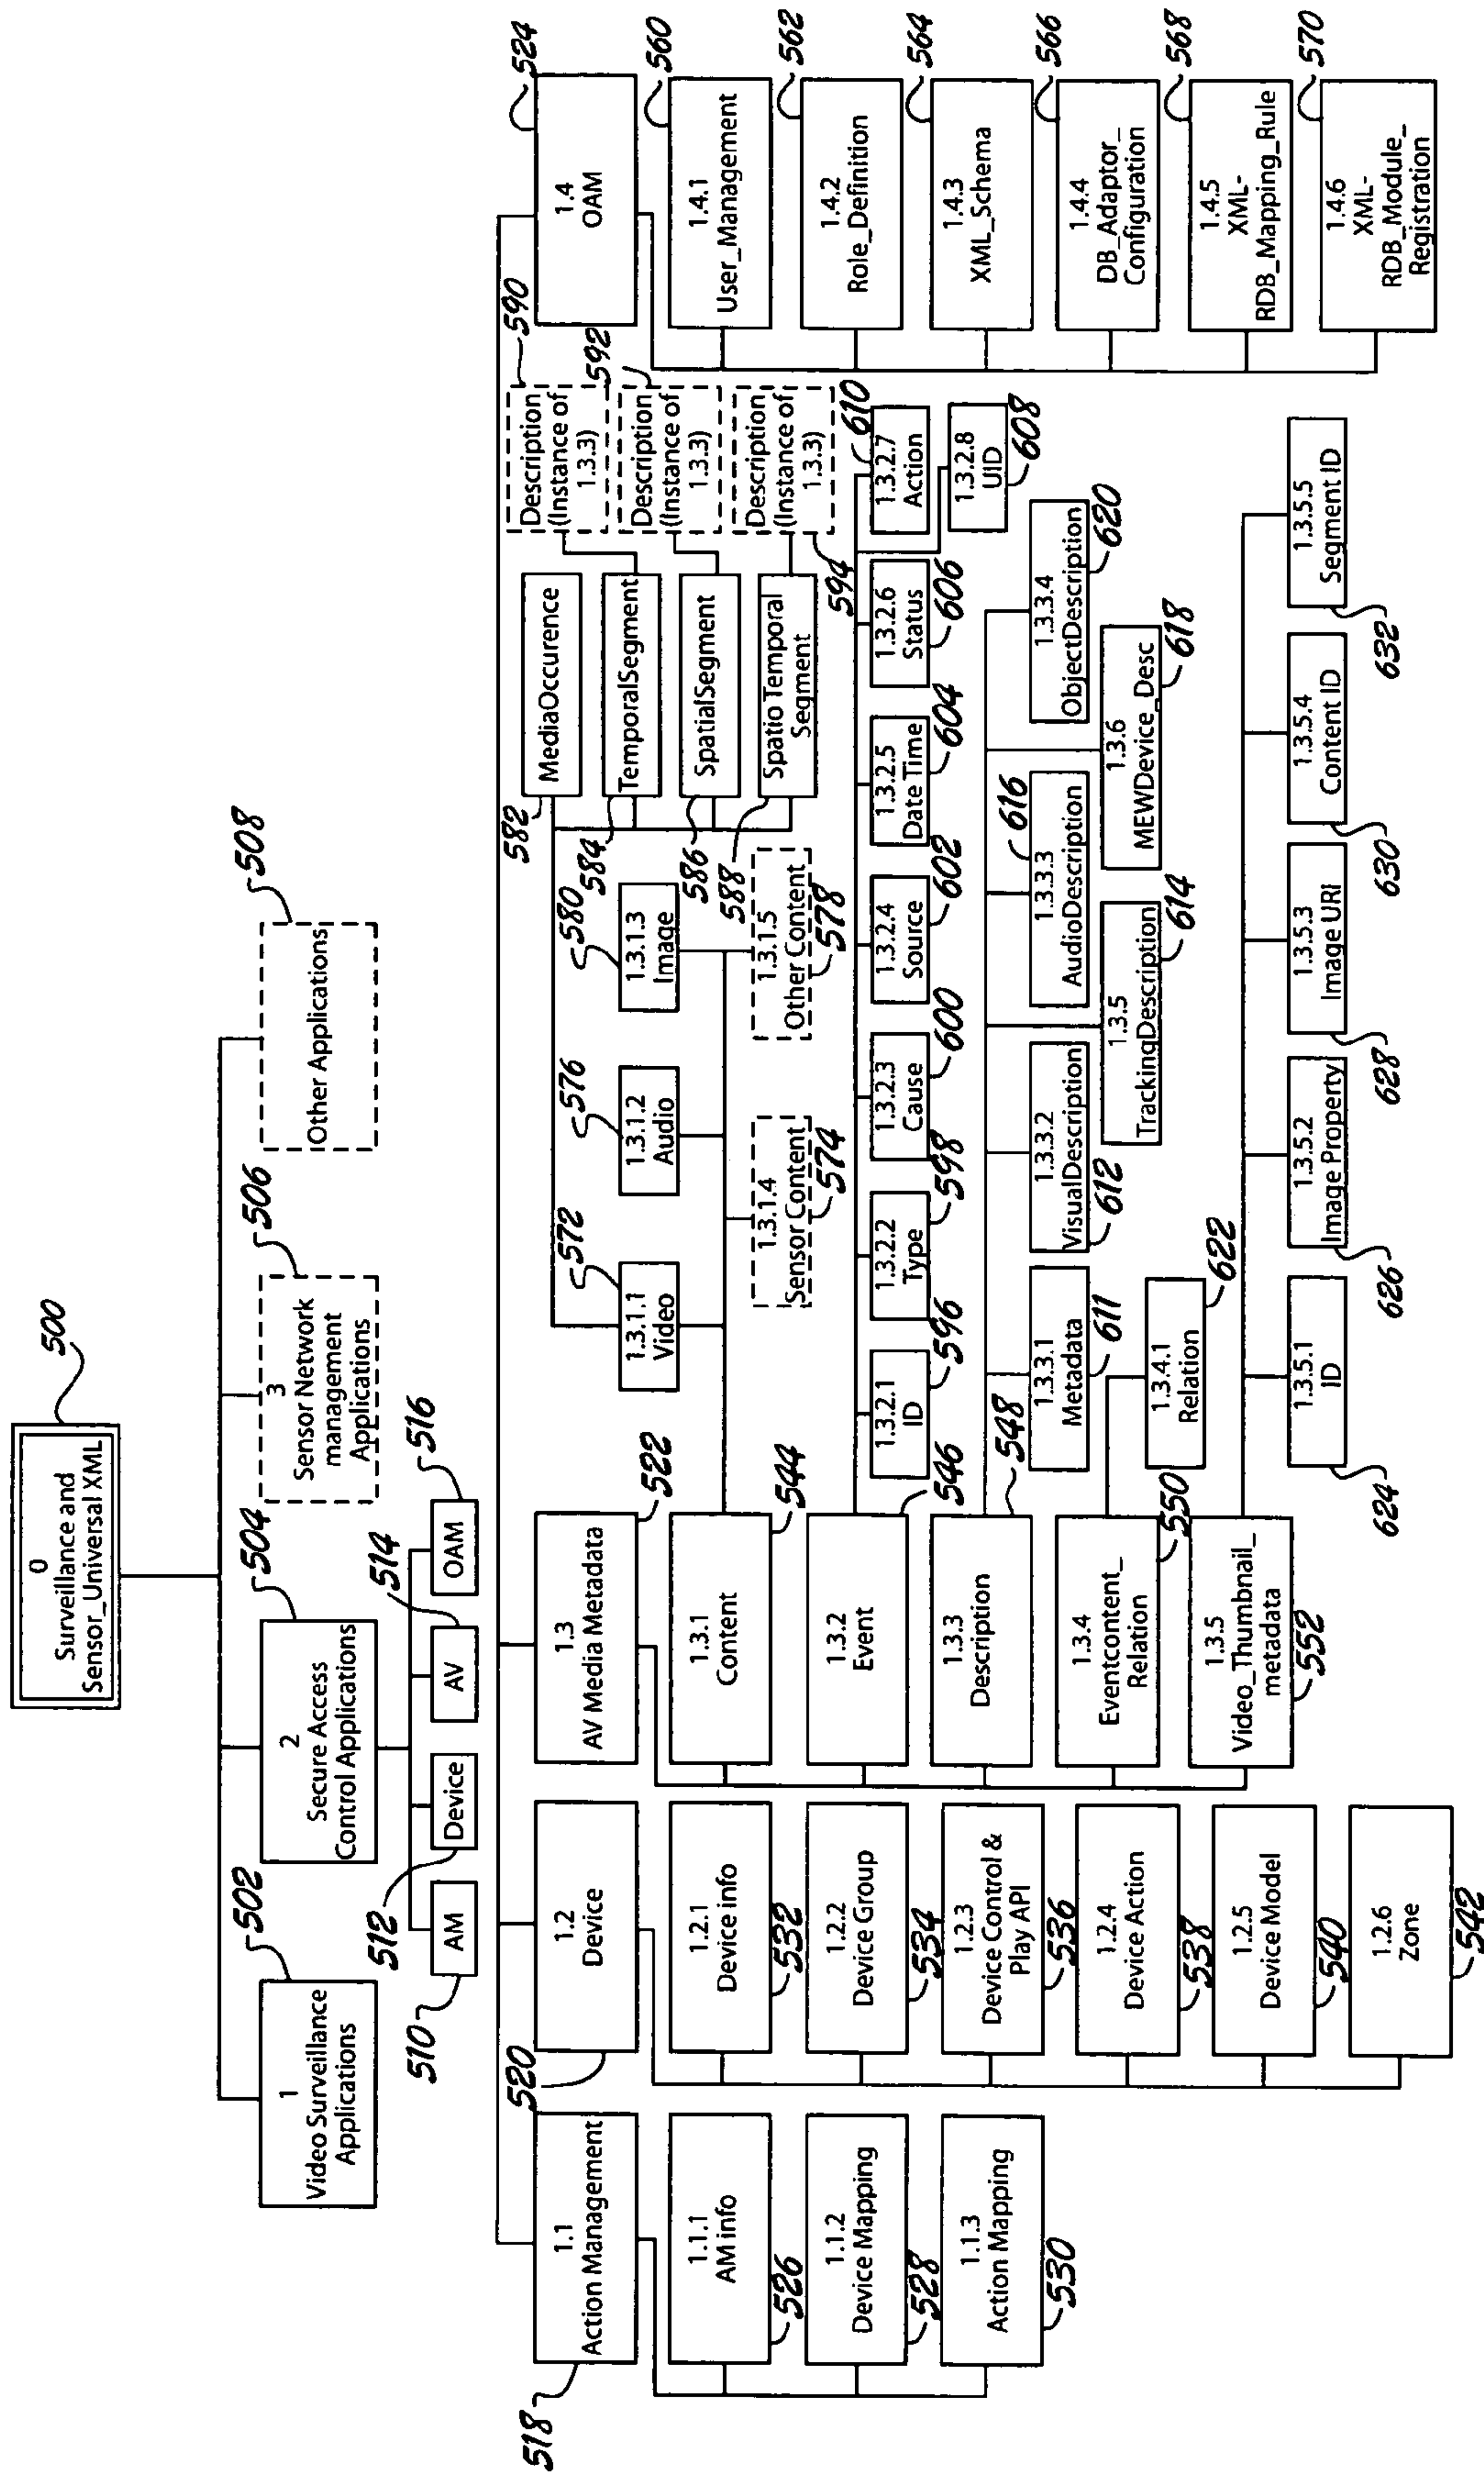 500
0
Surveillance and
Sensor_Universal XML
502
1
Video Surveillance
Applications
504
2
Secure Access
Control Applications
506
3
Sensor Network
management
Applications
508
Other Applications
510
AM
512
Device
514
AV
516
OAM
518
1.1
Action Management
1.1.1
AM info
526
1.1.2
Device Mapping
528
1.1.3
Action Mapping
530
520
1.2
Device
1.2.1
Device info
532
1.2.2
Device Group
534
1.2.3
Device Control &
Play API
536
1.2.4
Device Action
538
1.2.5
Device Model
540
1.2.6
Zone
542
1.3
AV Media Metadata
522
1.3.1
Content
544
1.3.2
Event
546
1.3.3
Description
548
1.3.4
Eventcontent_
Relation
550
1.3.5
Video_Thumbnail_
metadata
552
572
1.3.1.1
Video
576
1.3.1.2
Audio
580
1.3.1.3
Image
1.3.1.4
Sensor Content
574
1.3.1.5
Other Content
578
582
MediaOccurence
584
TemporalSegment
586
SpatialSegment
588
Spatio Temporal
Segment
590
Description
(Instance of
1.3.3)
592
Description
(Instance of
1.3.3)
594
Description
(Instance of
1.3.3)
1.3.2.1
ID
596
1.3.2.2
Type
598
1.3.2.3
Cause
600
1.3.2.4
Source
602
1.3.2.5
Date Time
604
1.3.2.6
Status
606
1.3.2.7
Action
610
1.3.2.8
UID
608
1.3.3.1
Metadata
611
1.3.3.2
VisualDescription
612
1.3.5
TrackingDescription
614
1.3.3.3
AudioDescription
616
1.3.6
MEWDevice_Desc
618
1.3.3.4
ObjectDescription
620
1.3.4.1
Relation
622
1.3.5.1
ID
624
1.3.5.2
Image Property
626
1.3.5.3
Image URI
628
1.3.5.4
Content ID
630
1.3.5.5
Segment ID
632
524
1.4
OAM
560
1.4.1
User_Management
562
1.4.2
Role_Definition
564
1.4.3
XML_Schema
566
1.4.4
DB_Adaptor_
Configuration
568
1.4.5
XML-
RDB_Mapping_Rule
570
1.4.6
XML-
RDB_Module_
Registration